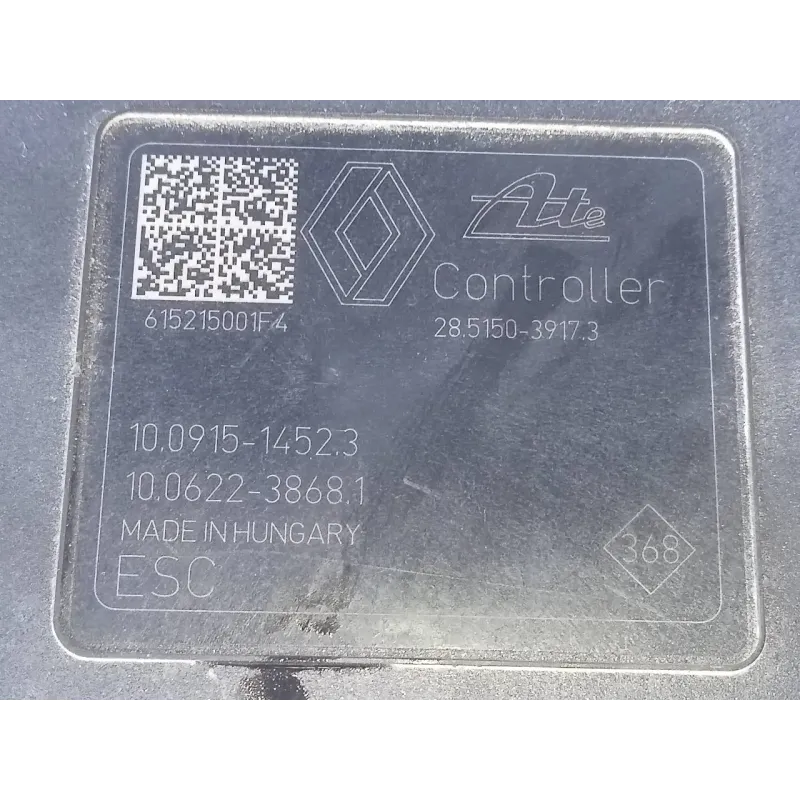 Ate
Controller
615215001F4
28.5150-3917.3
10.0915-1452.3
10.0622-3868.1
MADE IN HUNGARY
368
ESC